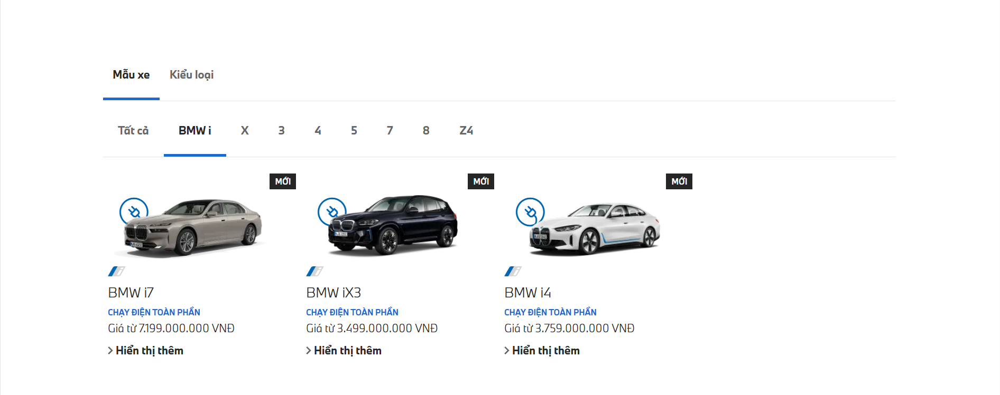 Mẫu xe Kiểu loại
Tất cả BMW i X 3 4 5 7 8 Z4
MỚI MỚI MỚI
BMW i7 BMW iX3 BMW i4
CHẠY ĐIỆN TOÀN PHẦN CHẠY ĐIỆN TOÀN PHẦN CHẠY ĐIỆN TOÀN PHẦN
Giá từ 7.199.000.000 VNĐ Giá từ 3.499.000.000 VNĐ Giá từ 3.759.000.000 VNĐ
Hiển thị thêm Hiển thị thêm Hiển thị thêm